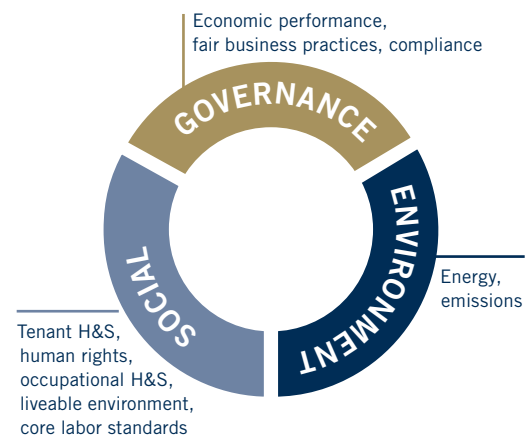 Economic performance,
fair business practices, compliance
GOVERNANCE
ENVIRONMENT
Energy,
emissions
SOCIAL
Tenant H&S,
human rights,
occupational H&S,
liveable environment,
core labor standards